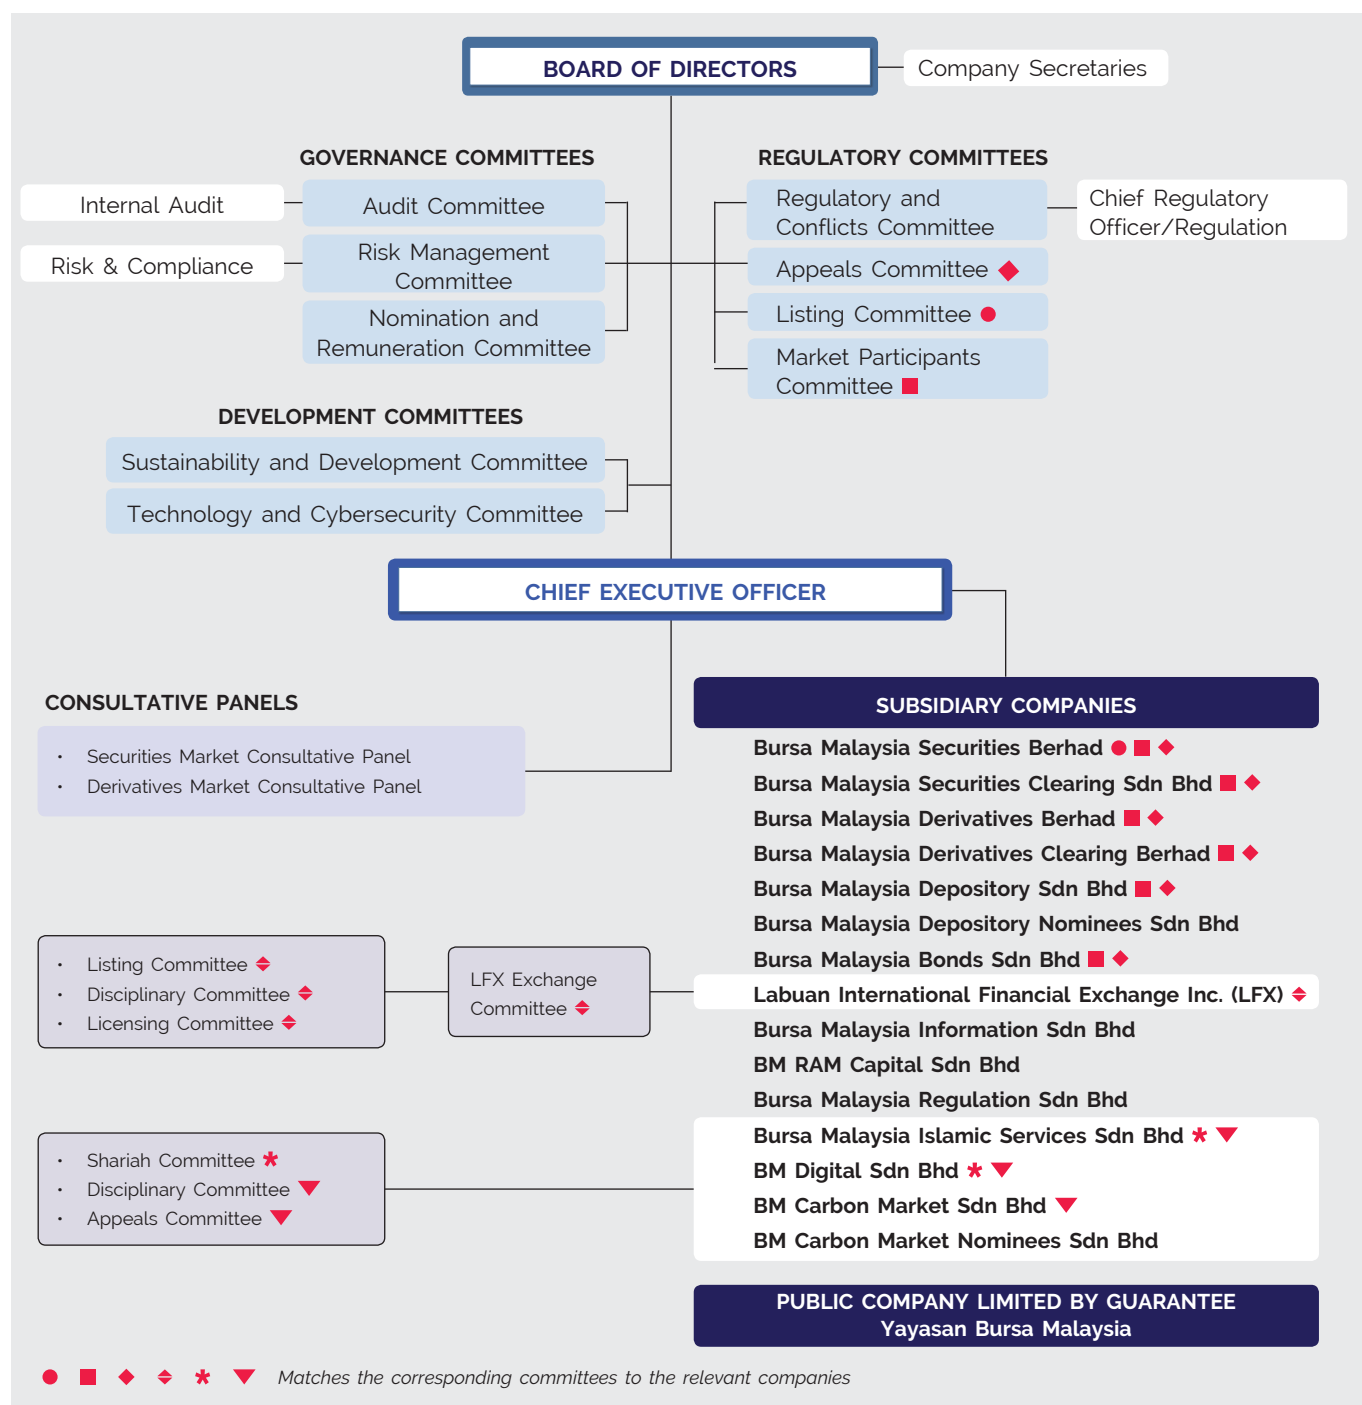 BOARD OF DIRECTORS
Company Secretaries
GOVERNANCE COMMITTEES
Internal Audit
Audit Committee
Risk & Compliance
Risk Management
Committee
Nomination and
Remuneration Committee
REGULATORY COMMITTEES
Regulatory and
Conflicts Committee
Chief Regulatory
Officer/Regulation
Appeals Committee
Listing Committee
Market Participants
Committee
DEVELOPMENT COMMITTEES
Sustainability and Development Committee
Technology and Cybersecurity Committee
CHIEF EXECUTIVE OFFICER
CONSULTATIVE PANELS
• Securities Market Consultative Panel
• Derivatives Market Consultative Panel
SUBSIDIARY COMPANIES
Bursa Malaysia Securities Berhad
Bursa Malaysia Securities Clearing Sdn Bhd
Bursa Malaysia Derivatives Berhad
Bursa Malaysia Derivatives Clearing Berhad
Bursa Malaysia Depository Sdn Bhd
Bursa Malaysia Depository Nominees Sdn Bhd
Bursa Malaysia Bonds Sdn Bhd
Labuan International Financial Exchange Inc. (LFX)
Bursa Malaysia Information Sdn Bhd
BM RAM Capital Sdn Bhd
Bursa Malaysia Regulation Sdn Bhd
Bursa Malaysia Islamic Services Sdn Bhd *
BM Digital Sdn Bhd *
BM Carbon Market Sdn Bhd
BM Carbon Market Nominees Sdn Bhd
• Listing Committee
• Disciplinary Committee
• Licensing Committee
LFX Exchange
Committee
• Shariah Committee *
• Disciplinary Committee
• Appeals Committee
PUBLIC COMPANY LIMITED BY GUARANTEE
Yayasan Bursa Malaysia
* Matches the corresponding committees to the relevant companies